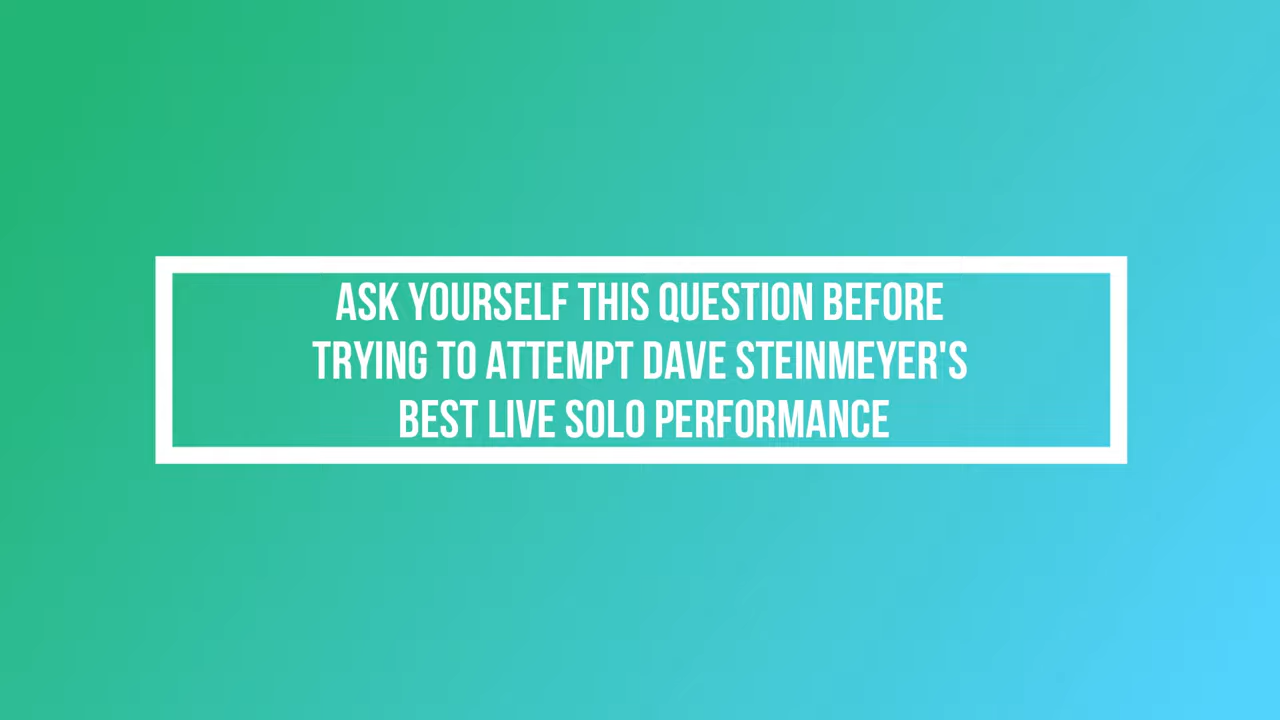 ASK YOURSELF THIS QUESTION BEFORE
TRYING TO ATTEMPT DAVE STEINMEYER'S
BEST LIVE SOLO PERFORMANCE